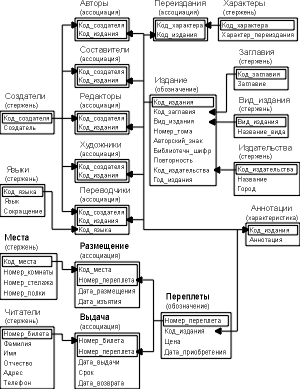 Авторы
(ассоциация)
Код_создателя
Код_издания
Переиздания
(ассоциация)
Код_характера
Код_издания
Характеры
(стержень)
Код_характера
Характер_переиздания
Составители
(ассоциация)
Код_создателя
Код_издания
Заглавия
(стержень)
Код_заглавия
Заглавие
Издание
(обозначение)
Код_издания
Код_заглавия
Вид_издания
Номер_тома
Авторский_знак
Библиотечн_шифр
Повторность
Код_издательства
Год_издания
Создатели
(стержень)
Код_создателя
Создатель
Редакторы
(ассоциация)
Код_создателя
Код_издания
Вид_издания
(стержень)
Вид_издания
Название_вида
Художники
(ассоциация)
Код_создателя
Код_издания
Издательства
(стержень)
Код_издательства
Название
Город
Языки
(стержень)
Код_языка
Язык
Сокращение
Переводчики
(ассоциация)
Код_создателя
Код_издания
Код_языка
Аннотации
(характеристика)
Код_издания
Аннотация
Места
(стержень)
Код_места
Номер_комнаты
Номер_стелажа
Номер_полки
Размещение
(ассоциация)
Код_места
Номер_переплета
Дата_размещения
Дата_изъятия
Переплеты
(обозначение)
Номер_переплета
Код_издания
Цена
Дата_приобретения
Читатели
(стержень)
Номер_билета
Фамилия
Имя
Отчество
Адрес
Телефон
Выдача
(ассоциация)
Номер_билета
Номер_переплета
Дата_выдачи
Срок
Дата_возврата